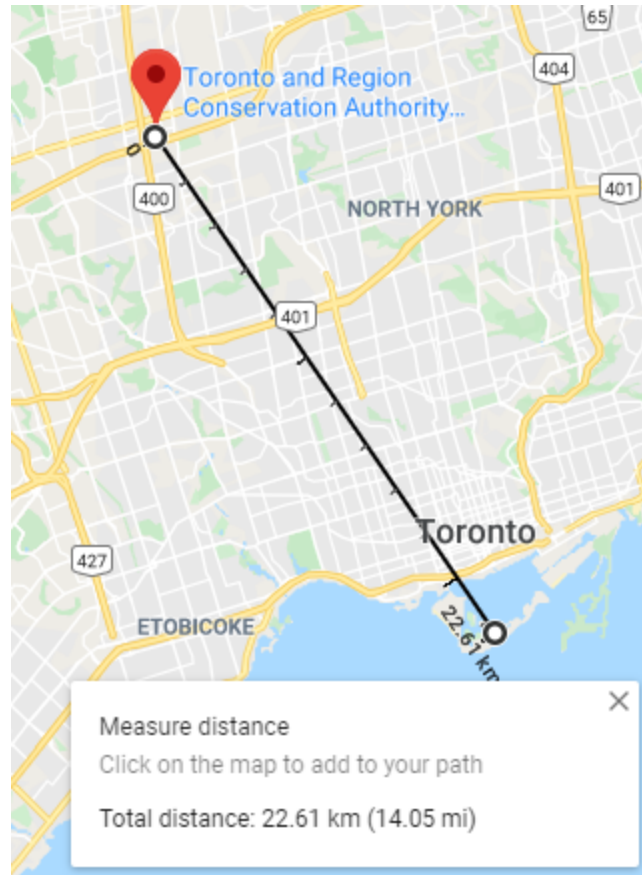 65
404
Toronto and Region
Conservation Authority...
0
400
401
NORTH YORK
401
Toronto
427
22.61 km
ETOBICOKE
Measure distance
Click on the map to add to your path
Total distance: 22.61 km (14.05 mi)